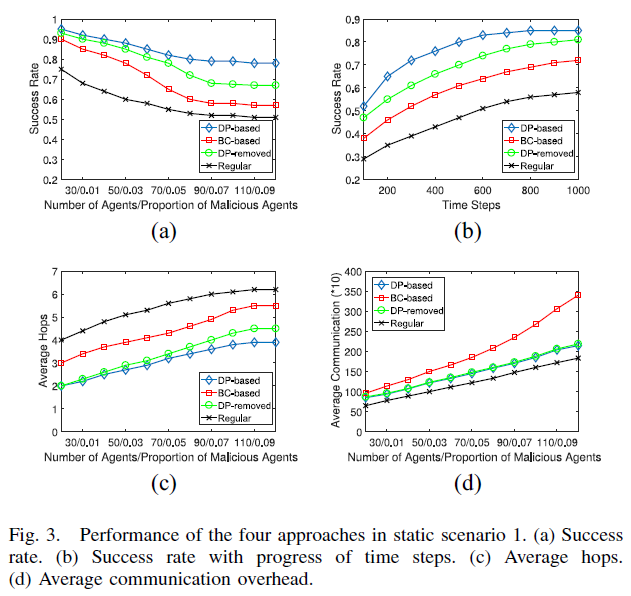 1
0.9
0.8
0.7
0.6
0.5
0.4
0.3
0.2
Success Rate
DP-based
BC-based
DP-removed
Regular
30/0.01 50/0.03 70/0.05 90/0.07 110/0.09
Number of Agents/Proportion of Malicious Agents
(a)
0.9
0.8
0.7
0.6
0.5
0.4
0.3
0.2
Success Rate
DP-based
BC-based
DP-removed
Regular
200 400 600 800 1000
Time Steps
(b)
7
6
5
4
3
2
1
0
Average Hops
DP-based
BC-based
DP-removed
Regular
30/0.01 50/0.03 70/0.05 90/0.07 110/0.09
Number of Agents/Proportion of Malicious Agents
(c)
400
350
300
250
200
150
100
50
0
Average Communication (*10)
DP-based
BC-based
DP-removed
Regular
30/0.01 50/0.03 70/0.05 90/0.07 110/0.09
Number of Agents/Proportion of Malicious Agents
(d)
Fig. 3. Performance of the four approaches in static scenario 1. (a) Success
rate. (b) Success rate with progress of time steps. (c) Average hops.
(d) Average communication overhead.